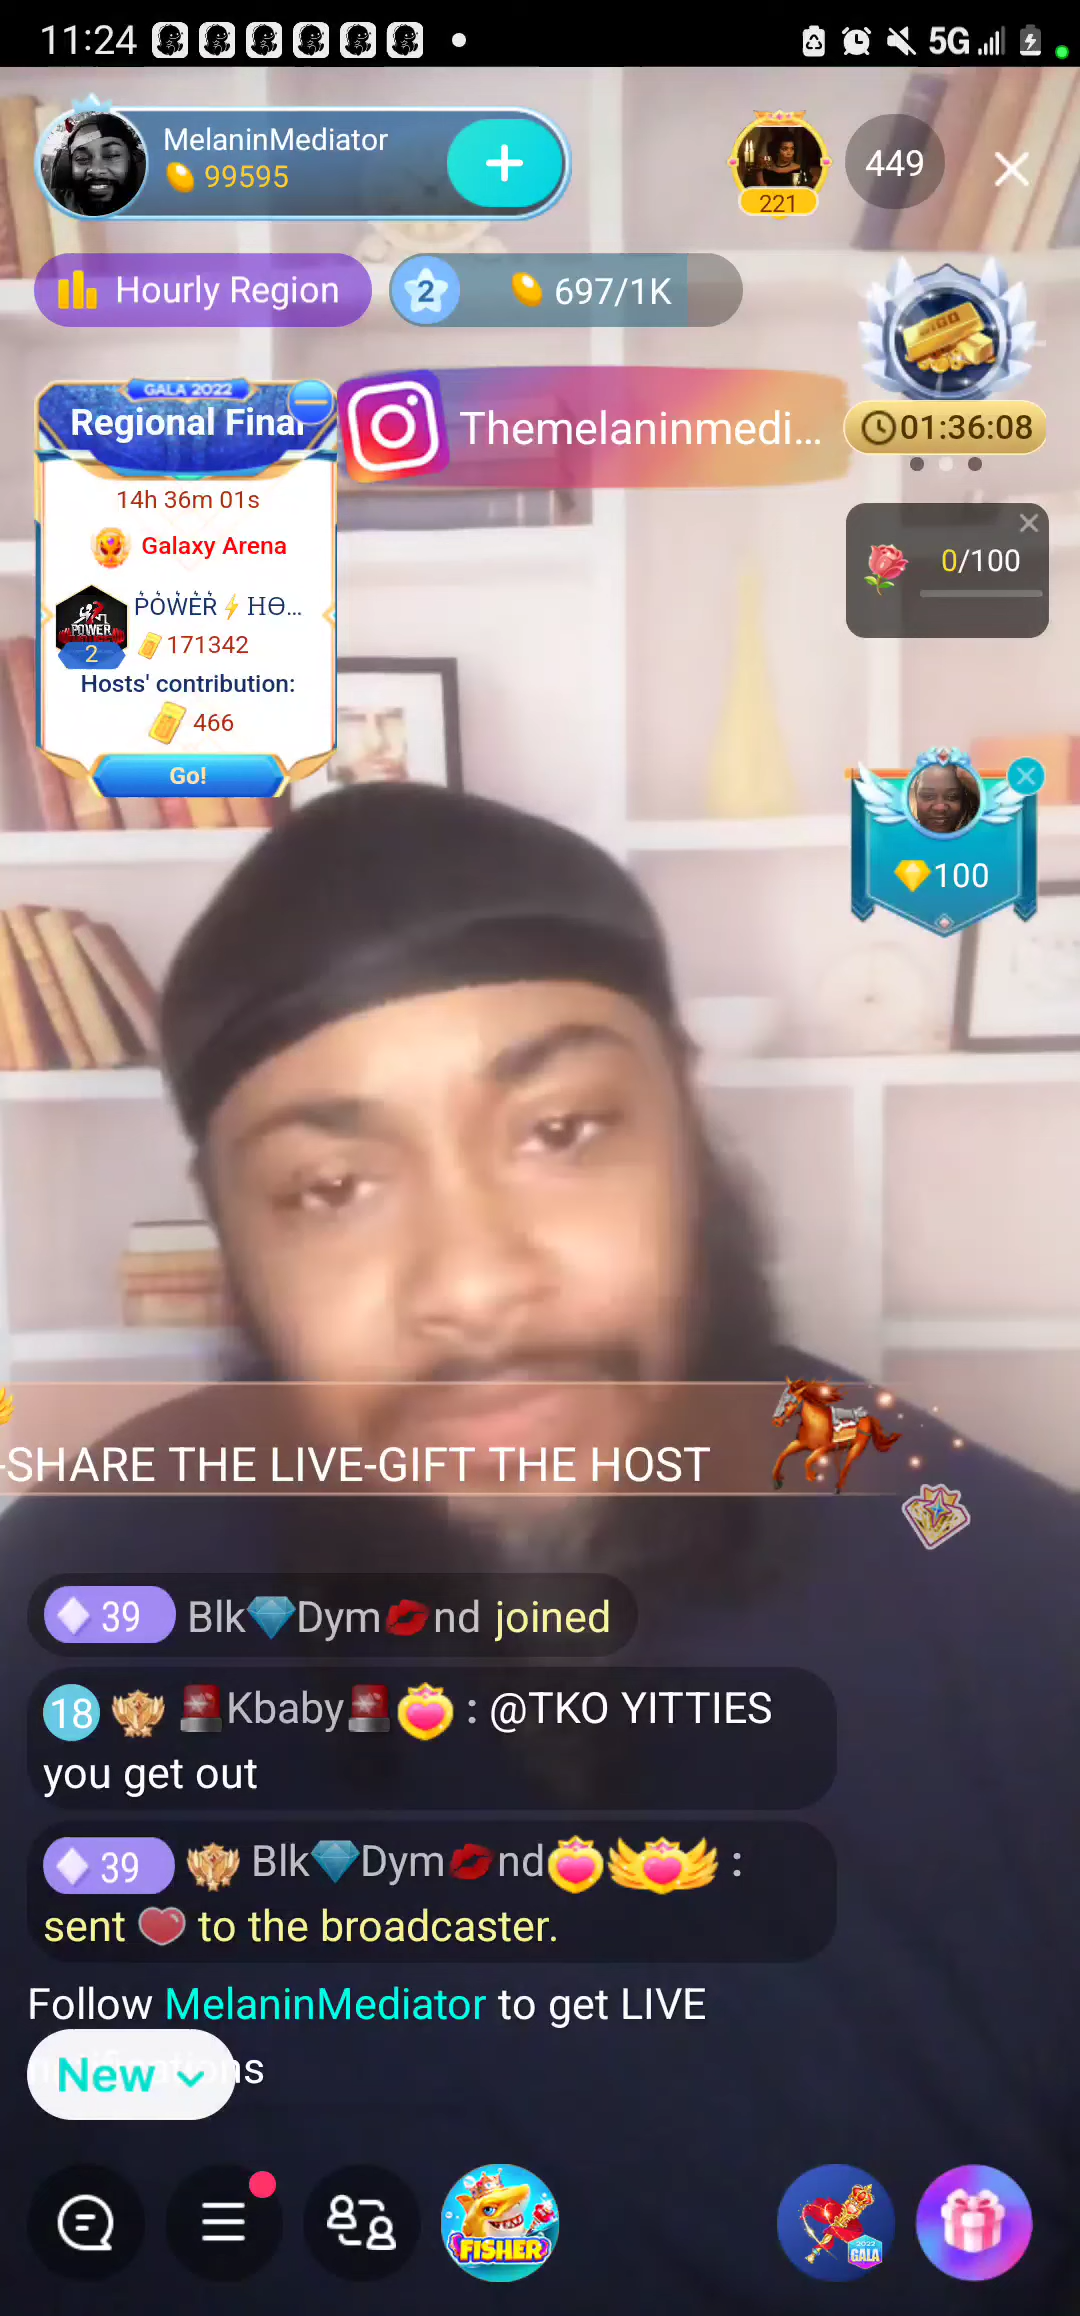 11:24
5G
MelaninMediator
99595
221
449
Hourly Region
2
697/1K
GALA 2022
Regional Final
14h 36m 01s
Galaxy Arena
POWER
2
171342
Hosts' contribution:
466
Go!
Themelaninmedi...
01:36:08
0/100
100
-SHARE THE LIVE-GIFT THE HOST
39 Blk💎Dym💋nd joined
18 🚨Kbaby🚨 : @TKO YITTIES
you get out
39 Blk💎Dym💋nd :
sent ❤️ to the broadcaster.
Follow MelaninMediator to get LIVE
New
FISHER
2022
GALA